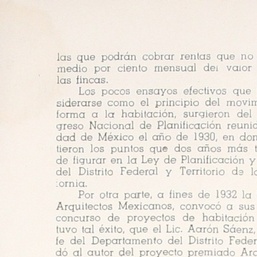 las que podrán cobrar rentas que no
medio por ciento mensual del valor
las fincas.
Los pocos ensayos efectivos que
siderarse como el principio del movim
forma a la habitación, surgieron del
greso Nacional de Planificación reunid
dad de México el año de 1930, en don
tieron los puntos que dos años más t
de figurar en la Ley de Planificación y
del Distrito Federal y Territorio de la
ornia.
Por otra parte, a fines de 1932 la
Arquitectos Mexicanos, convocó a sus
concurso de proyectos de habitación
tuvo tal éxito, que el Lic. Aarón Sáenz,
fe del Departamento del Distrito Feder
dó al autor del proyecto premiado Arq